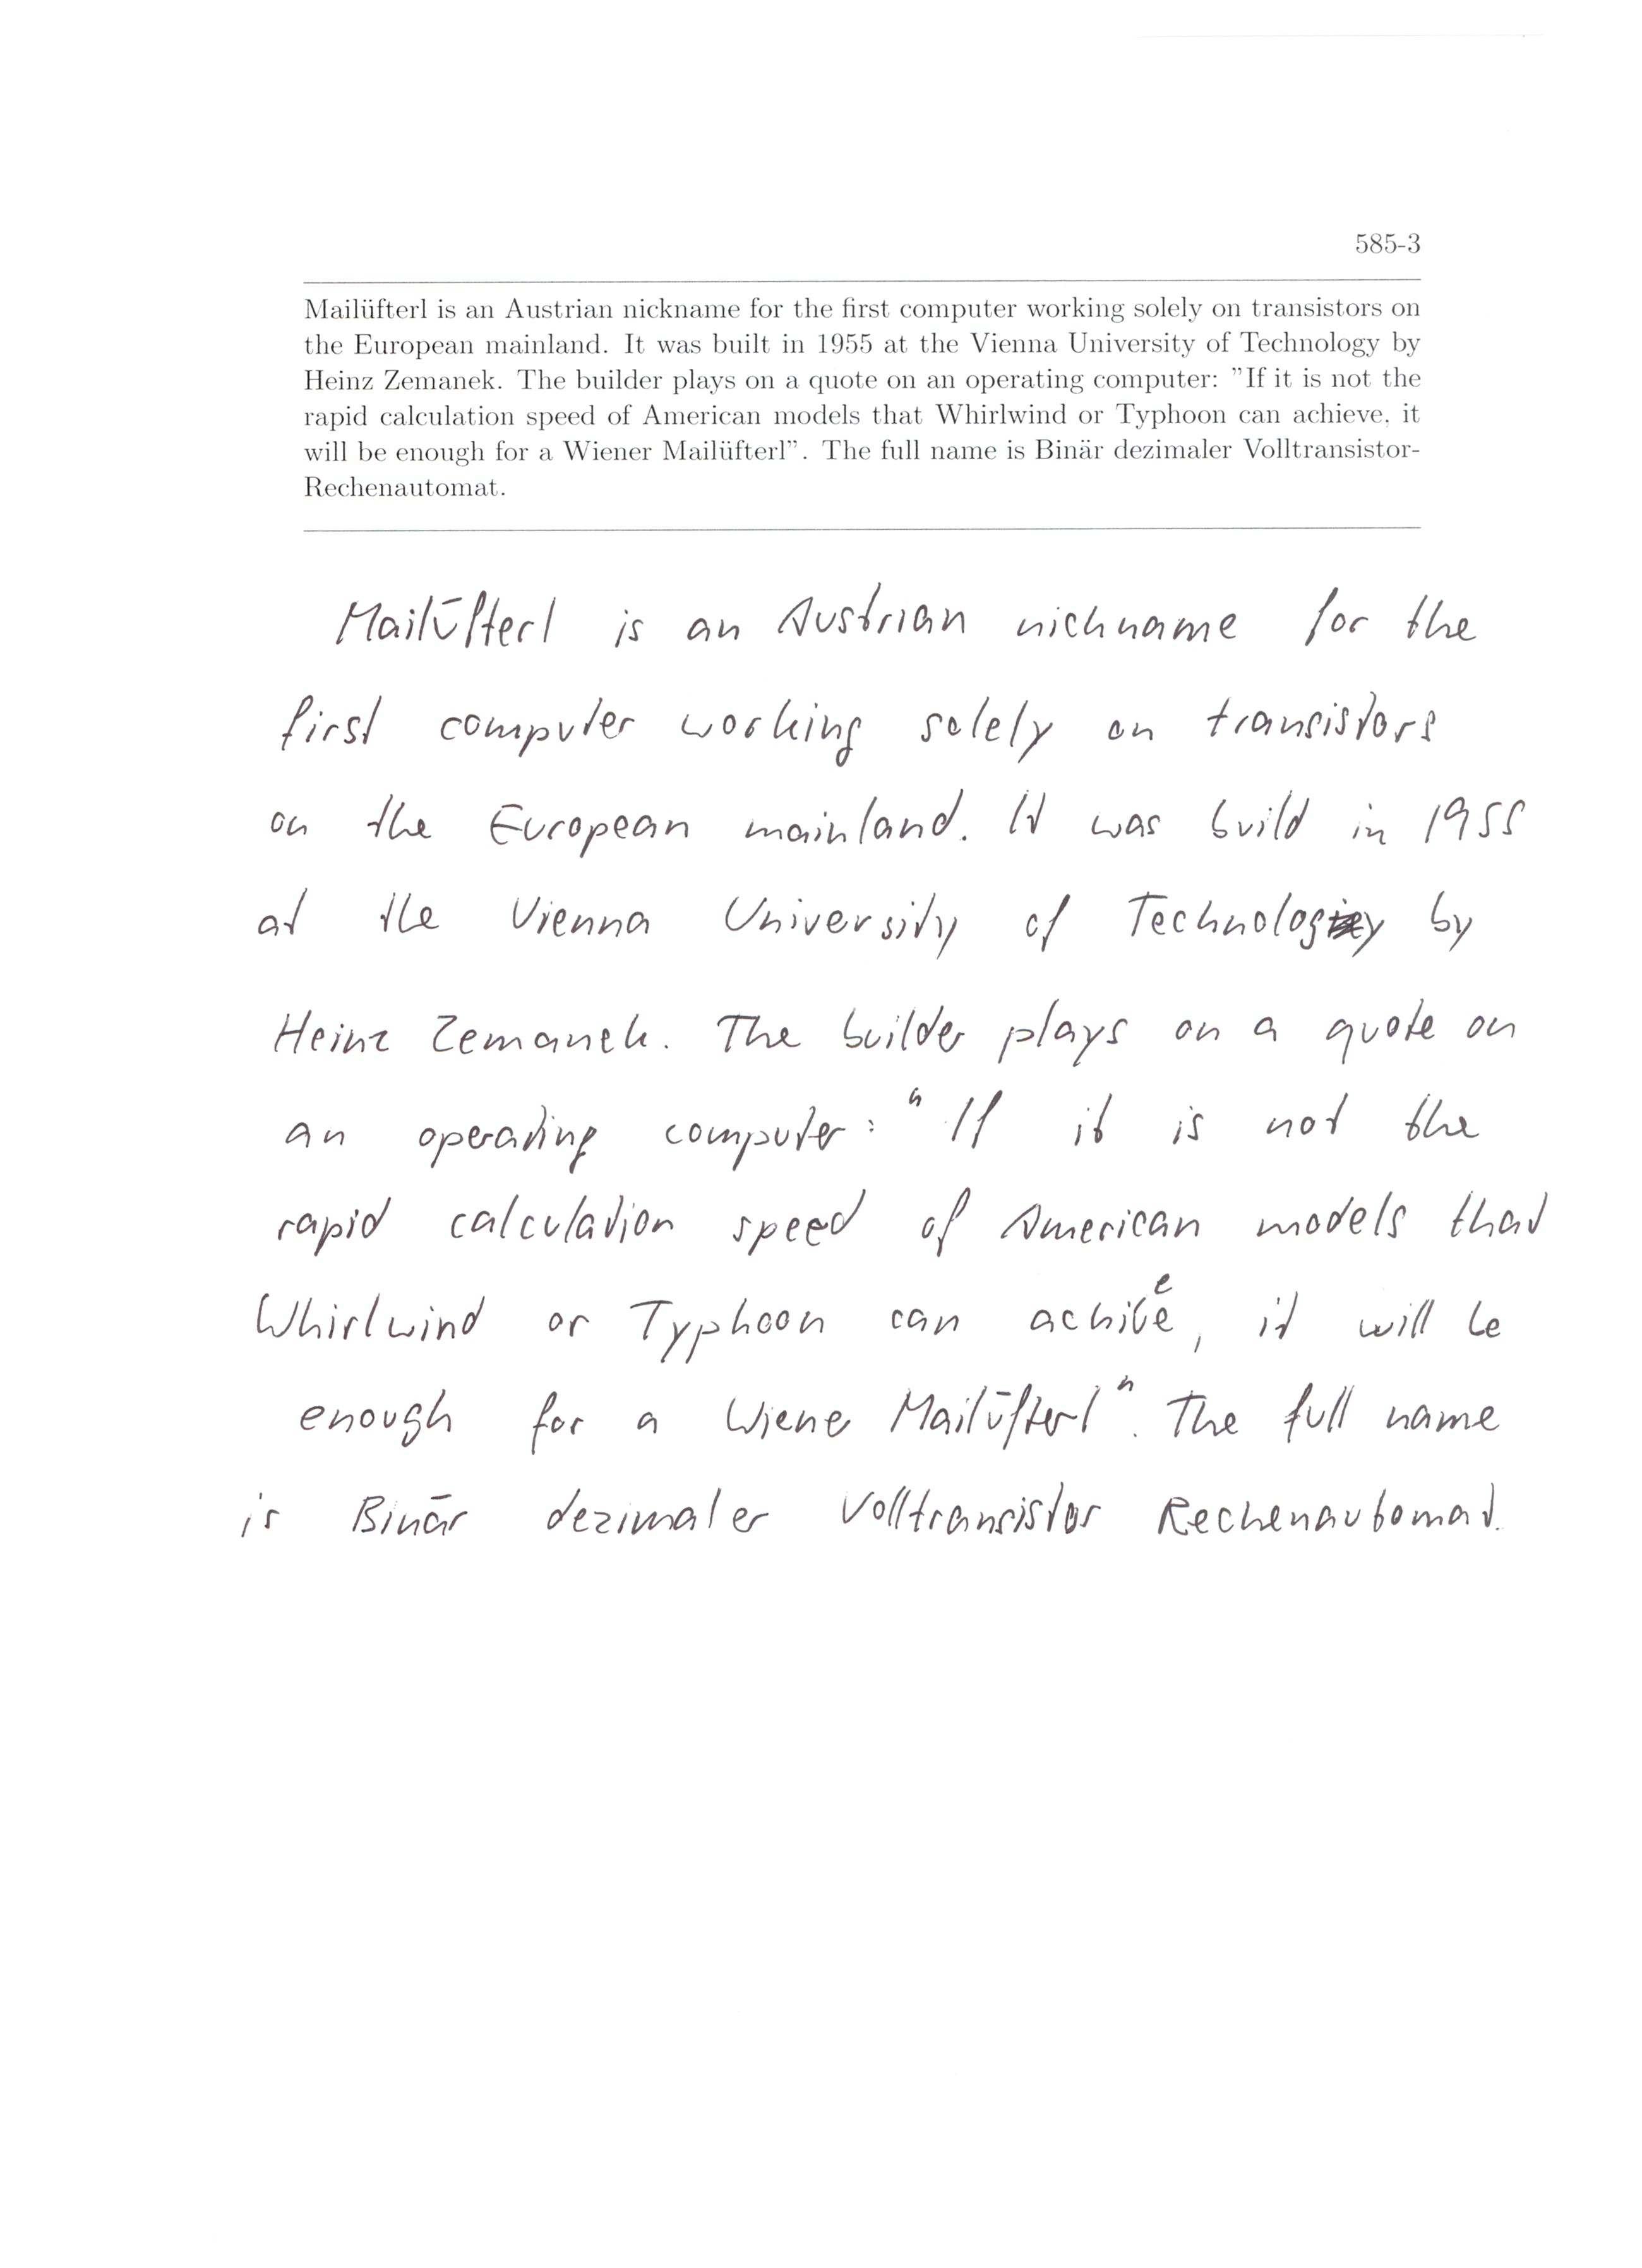 585-3
Mailüfterl is an Austrian nickname for the first computer working solely on transistors on
the European mainland. It was built in 1955 at the Vienna University of Technology by
Heinz Zemanek. The builder plays on a quote on an operating computer: "If it is not the
rapid calculation speed of American models that Whirlwind or Typhoon can achieve, it
will be enough for a Wiener Mailüfterl". The full name is Binär dezimaler Volltransistor-
Rechenautomat.
Mailüfterl is an Austrian nickname for the
first computer working solely on transistors
on the European mainland. It was build in 1955
at the Vienna University of Technology by
Heinz Zemanek. The builder plays on a quote on
an operating computer: "If it is not the
rapid calculation speed of American models that
Whirlwind or Typhoon can , it will be
enough for a Wiener Mailüfterl". The full name
is Binär dezimaler Volltransistor Rechenautomat.